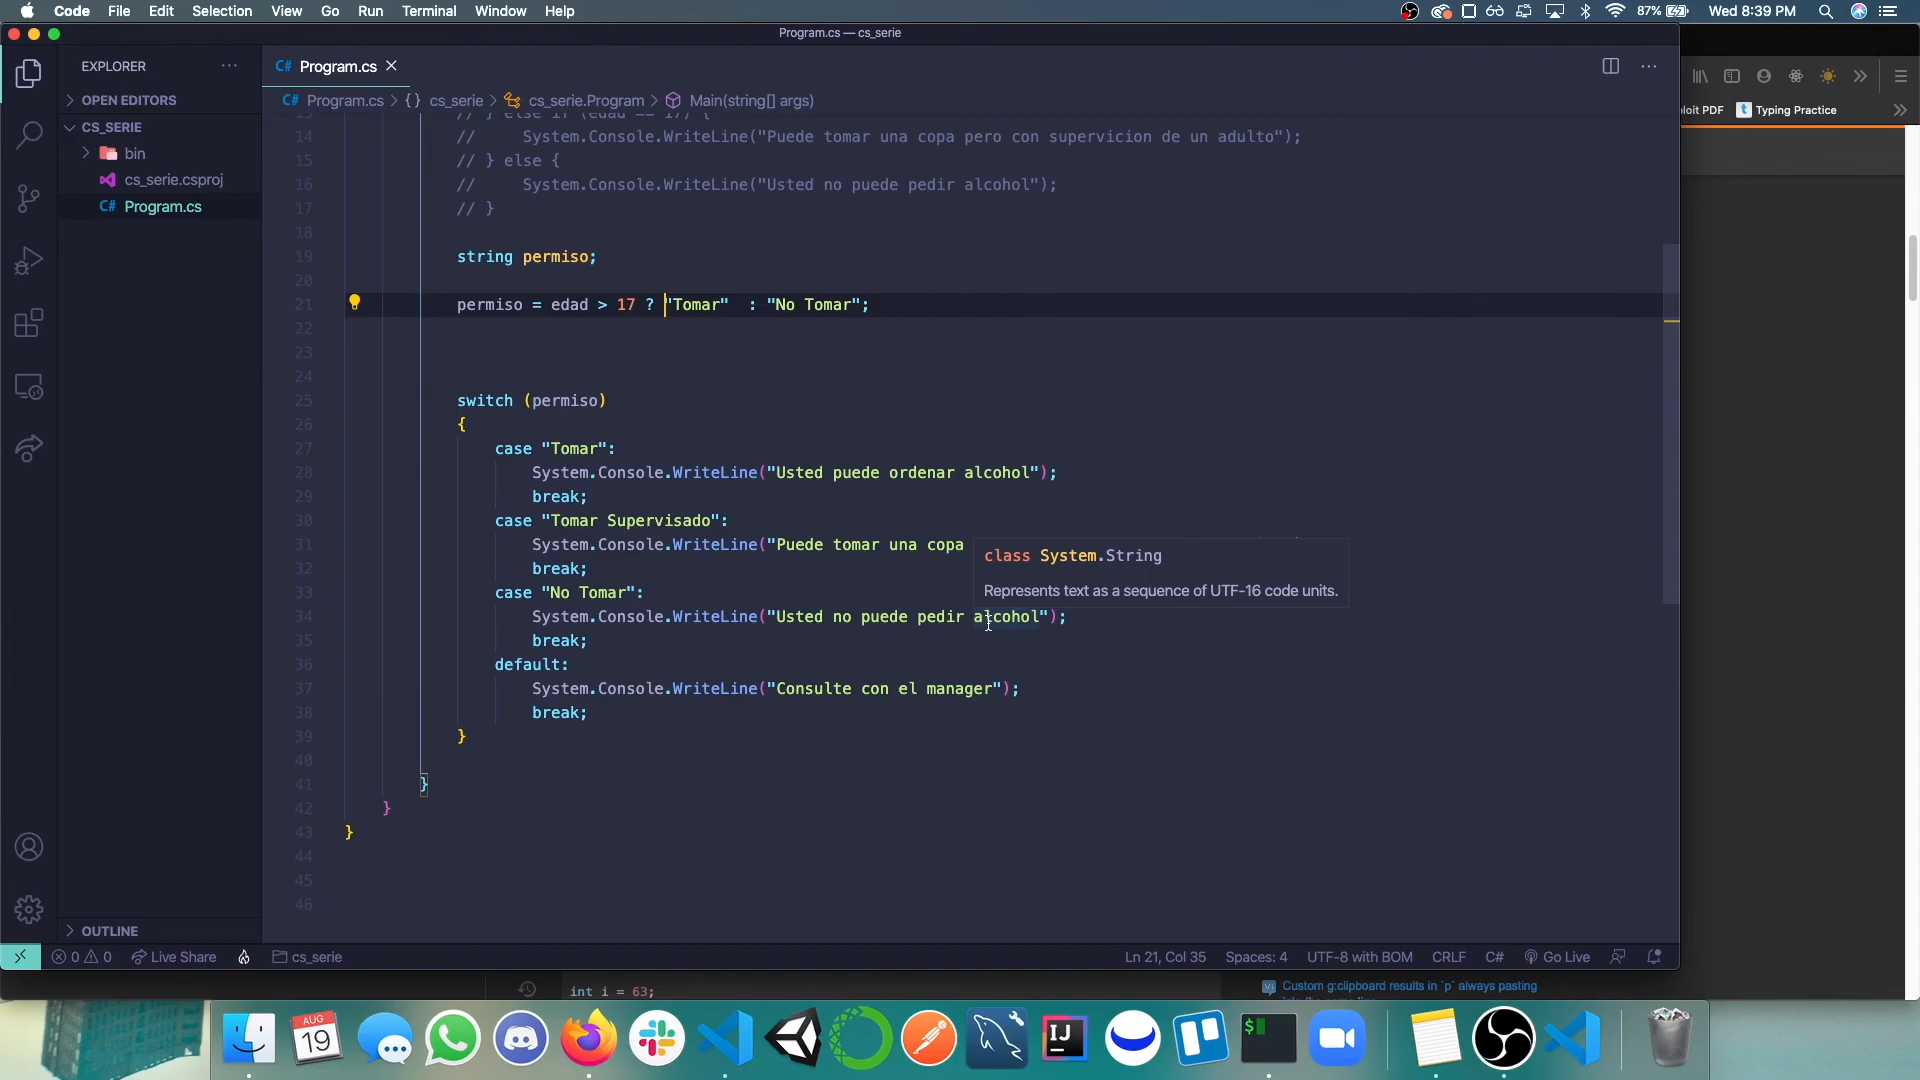 Code File Edit Selection View Go Run Terminal Window Help
87% Wed 8:39 PM
Program.cs — cs_serie
EXPLORER
OPEN EDITORS
CS_SERIE
bin
cs_serie.csproj
C# Program.cs
OUTLINE
C# Program.cs
C# Program.cs > {} cs_serie > cs_serie.Program > Main(string[] args)
13 // } else if (edad == 17) {
14 // System.Console.WriteLine("Puede tomar una copa pero con supervicion de un adulto");
15 // } else {
16 // System.Console.WriteLine("Usted no puede pedir alcohol");
17 // }
18
19 string permiso;
20
21 permiso = edad > 17 ? "Tomar"  : "No Tomar";
22
23
24
25 switch (permiso)
26 {
27 case "Tomar":
28 System.Console.WriteLine("Usted puede ordenar alcohol");
29 break;
30 case "Tomar Supervisado":
31 System.Console.WriteLine("Puede tomar una copa
32 break;
33 case "No Tomar":
34 System.Console.WriteLine("Usted no puede pedir alcohol");
35 break;
36 default:
37 System.Console.WriteLine("Consulte con el manager");
38 break;
39 }
40
41 }
42 }
43 }
44
45
46
class System.String
Represents text as a sequence of UTF-16 code units.
0 0 Live Share cs_serie
Ln 21, Col 35 Spaces: 4 UTF-8 with BOM CRLF C# Go Live
ploit PDF t Typing Practice
int i = 63;
Custom g:clipboard results in `p` always pasting
AUG
19
IJ
$